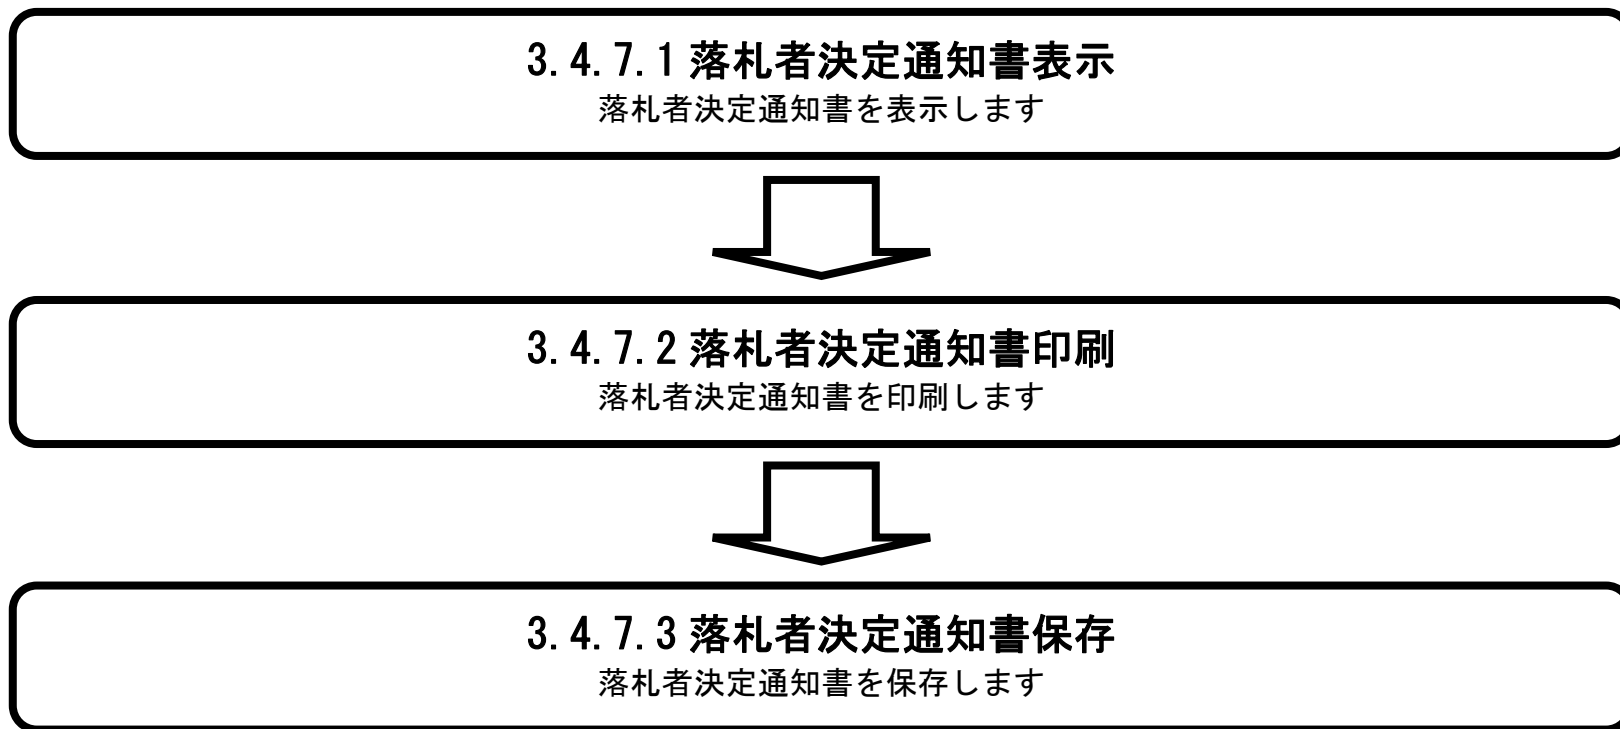 3.4.7.1 落札者決定通知書表示
落札者決定通知書を表示します
3.4.7.2 落札者決定通知書印刷
落札者決定通知書を印刷します
3.4.7.3 落札者決定通知書保存
落札者決定通知書を保存します